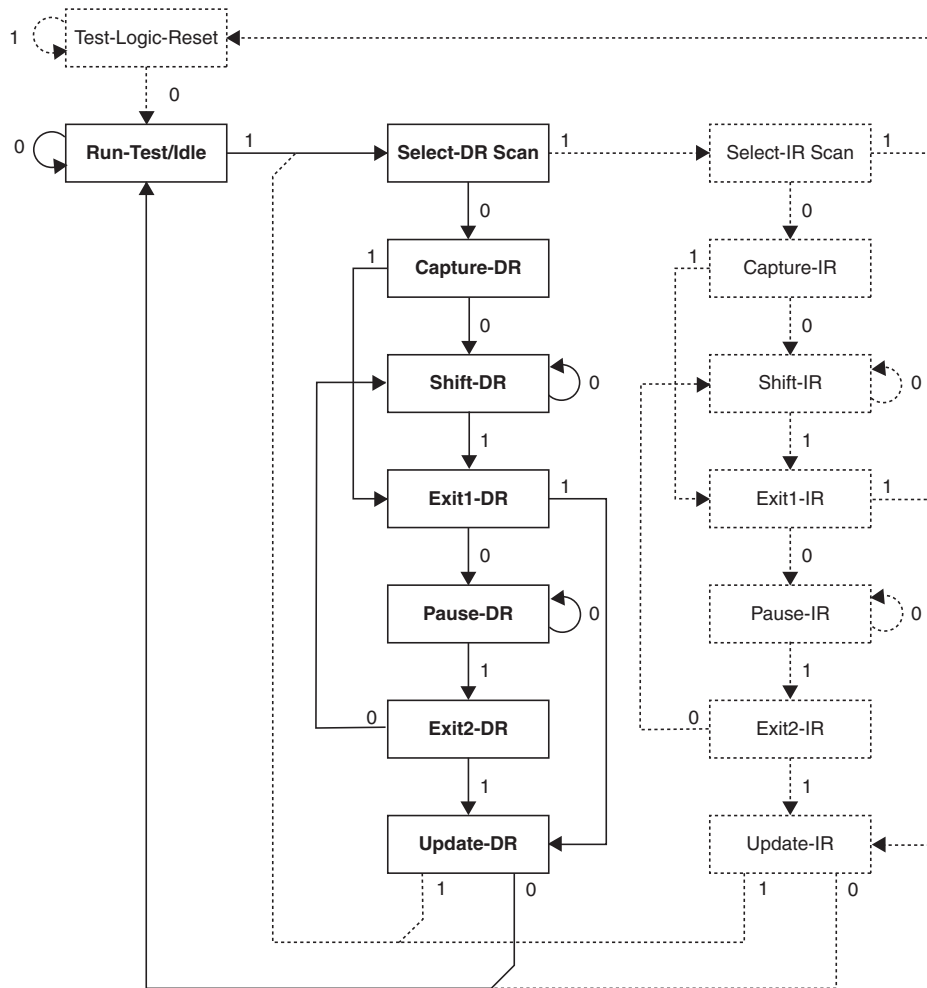 1 Test-Logic-Reset
0
0 Run-Test/Idle 1 Select-DR Scan 1 Select-IR Scan 1
0 0
1 Capture-DR 1 Capture-IR
0 0
Shift-DR 0 Shift-IR 0
1 1
Exit1-DR 1 Exit1-IR 1
0 0
Pause-DR 0 Pause-IR 0
1 1
0 Exit2-DR 0 Exit2-IR
1 1
Update-DR Update-IR
1 0 1 0